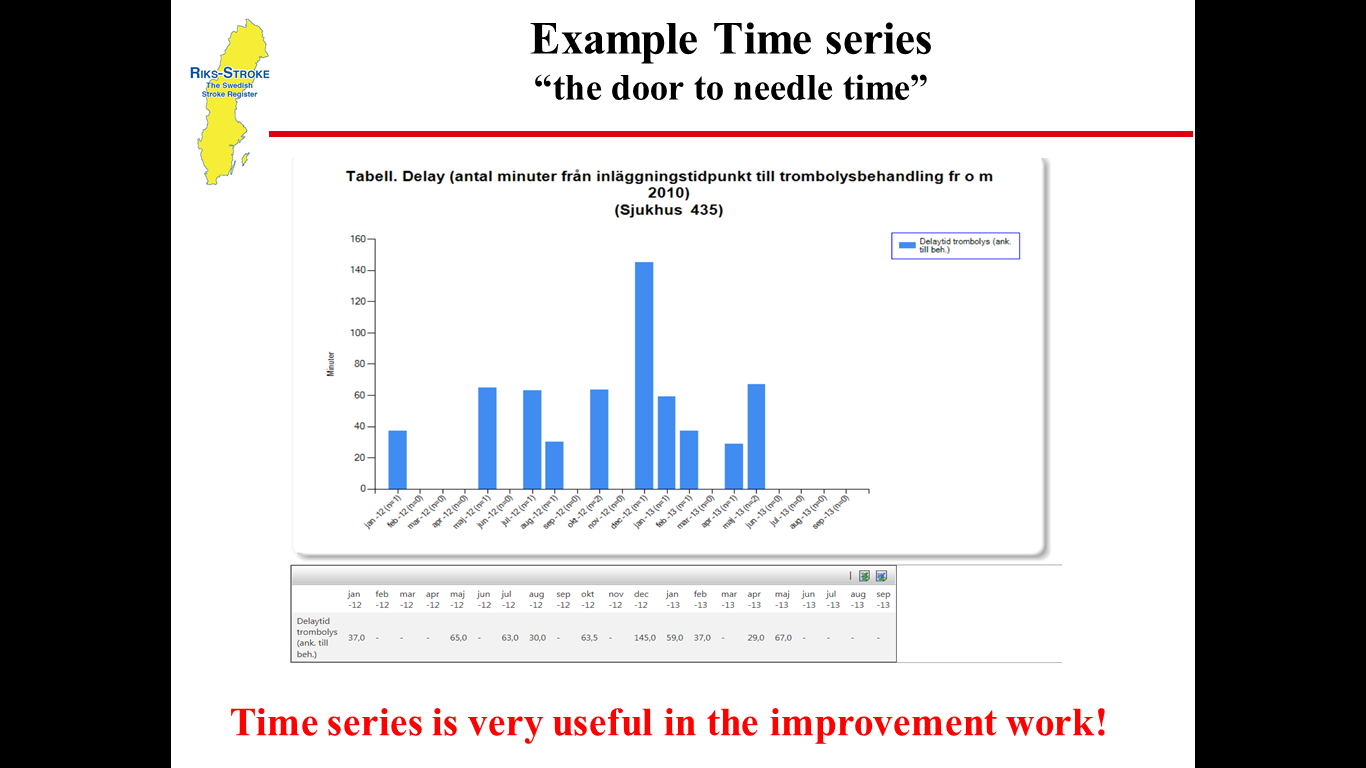 Example Time series
“the door to needle time”
RIKS-STROKE
The Swedish
Stroke Register
Tabell. Delay (antal minuter från inläggningstidpunkt till trombolysbehandling fr o m
2010)
(Sjukhus 435)
Delaytid trombolys (ank.
till beh.)
Minuter
160
140
120
100
80
60
40
20
0
jan -12 (n=1)
feb -12 (n=0)
mar -12 (n=0)
apr -12 (n=0)
maj -12 (n=1)
jun -12 (n=0)
jul -12 (n=1)
aug -12 (n=1)
sep -12 (n=0)
okt -12 (n=2)
nov -12 (n=0)
dec -12 (n=1)
jan -13 (n=1)
feb -13 (n=1)
mar -13 (n=0)
apr -13 (n=1)
maj -13 (n=2)
jun -13 (n=0)
jul -13 (n=0)
aug -13 (n=0)
sep -13 (n=0)
jan feb mar apr maj jun jul aug sep okt nov dec jan feb mar apr maj jun jul aug sep
-12 -12 -12 -12 -12 -12 -12 -12 -12 -12 -12 -12 -13 -13 -13 -13 -13 -13 -13 -13 -13
Delaytid
trombolys
(ank. till
beh.)
37,0 - - - 65,0 - 63,0 30,0 - 63,5 - 145,0 59,0 37,0 - 29,0 67,0 - - - -
Time series is very useful in the improvement work!